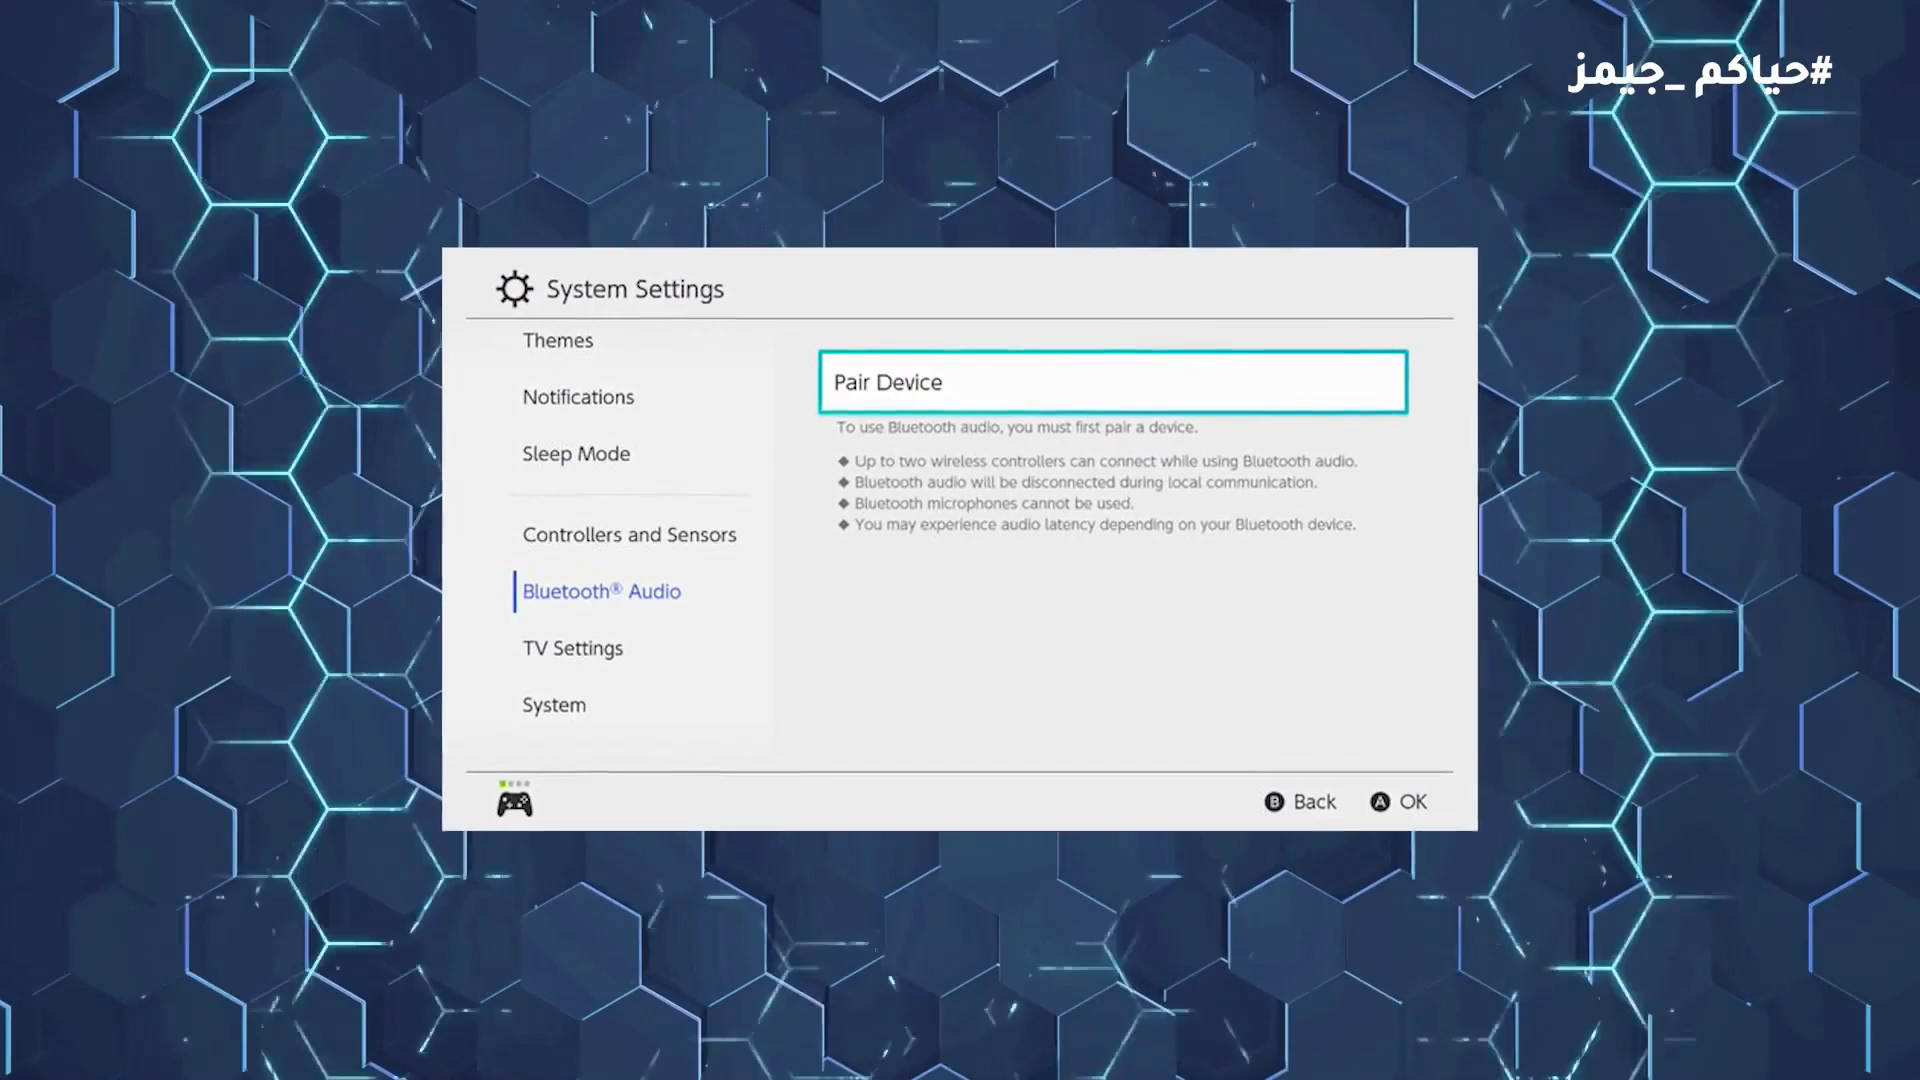 #حياكم _جيمز
System Settings
Themes
Notifications
Sleep Mode
Controllers and Sensors
Bluetooth® Audio
TV Settings
System
Pair Device
To use Bluetooth audio, you must first pair a device.
◆ Up to two wireless controllers can connect while using Bluetooth audio.
◆ Bluetooth audio will be disconnected during local communication.
◆ Bluetooth microphones cannot be used.
◆ You may experience audio latency depending on your Bluetooth device.
B Back A OK